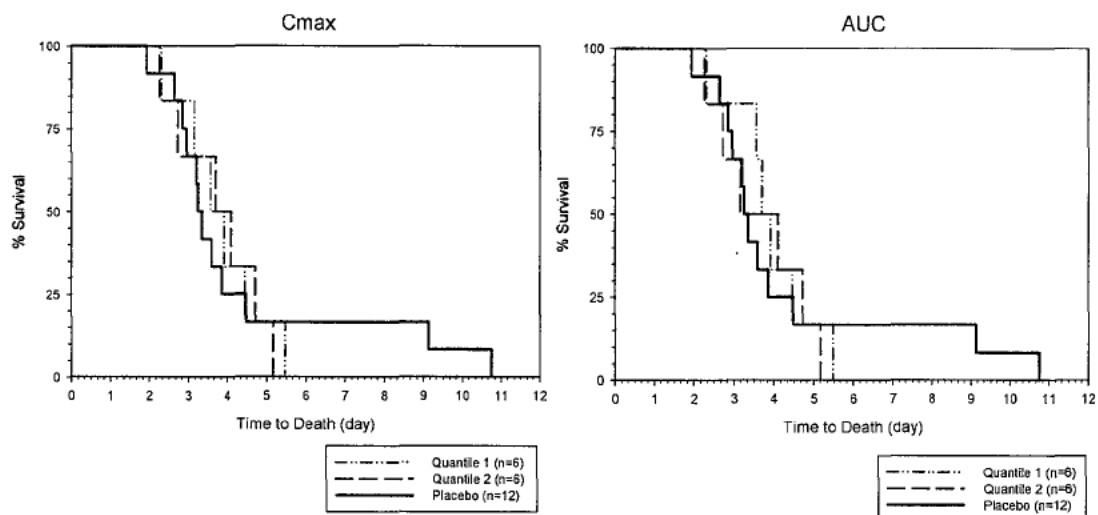 Cmax
100
75
50
25
0
% Survival
0 1 2 3 4 5 6 7 8 9 10 11 12
Time to Death (day)
Quantile 1 (n=6)
Quantile 2 (n=6)
Placebo (n=12)
AUC
100
75
50
25
0
% Survival
0 1 2 3 4 5 6 7 8 9 10 11 12
Time to Death (day)
Quantile 1 (n=6)
Quantile 2 (n=6)
Placebo (n=12)